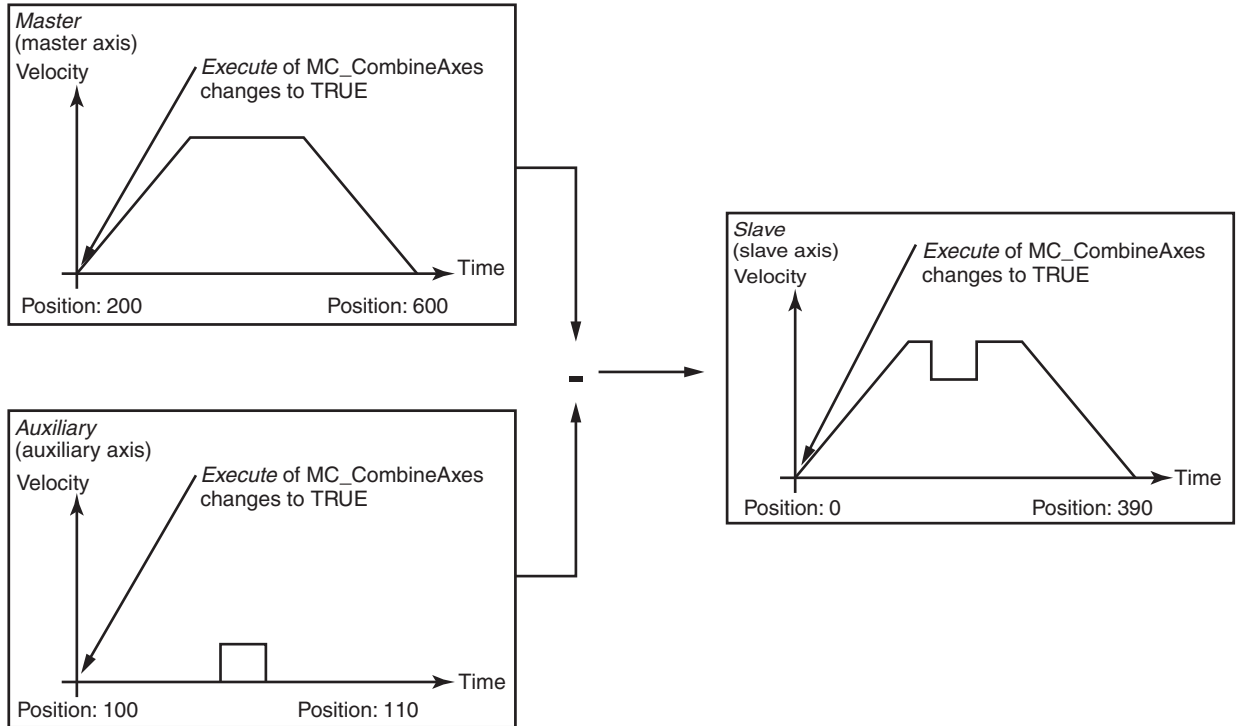 Master
(master axis)
Velocity
Execute of MC_CombineAxes
changes to TRUE
Time
Position: 200
Position: 600
-
Auxiliary
(auxiliary axis)
Velocity
Execute of MC_CombineAxes
changes to TRUE
Time
Position: 100
Position: 110
Slave
(slave axis)
Velocity
Execute of MC_CombineAxes
changes to TRUE
Time
Position: 0
Position: 390